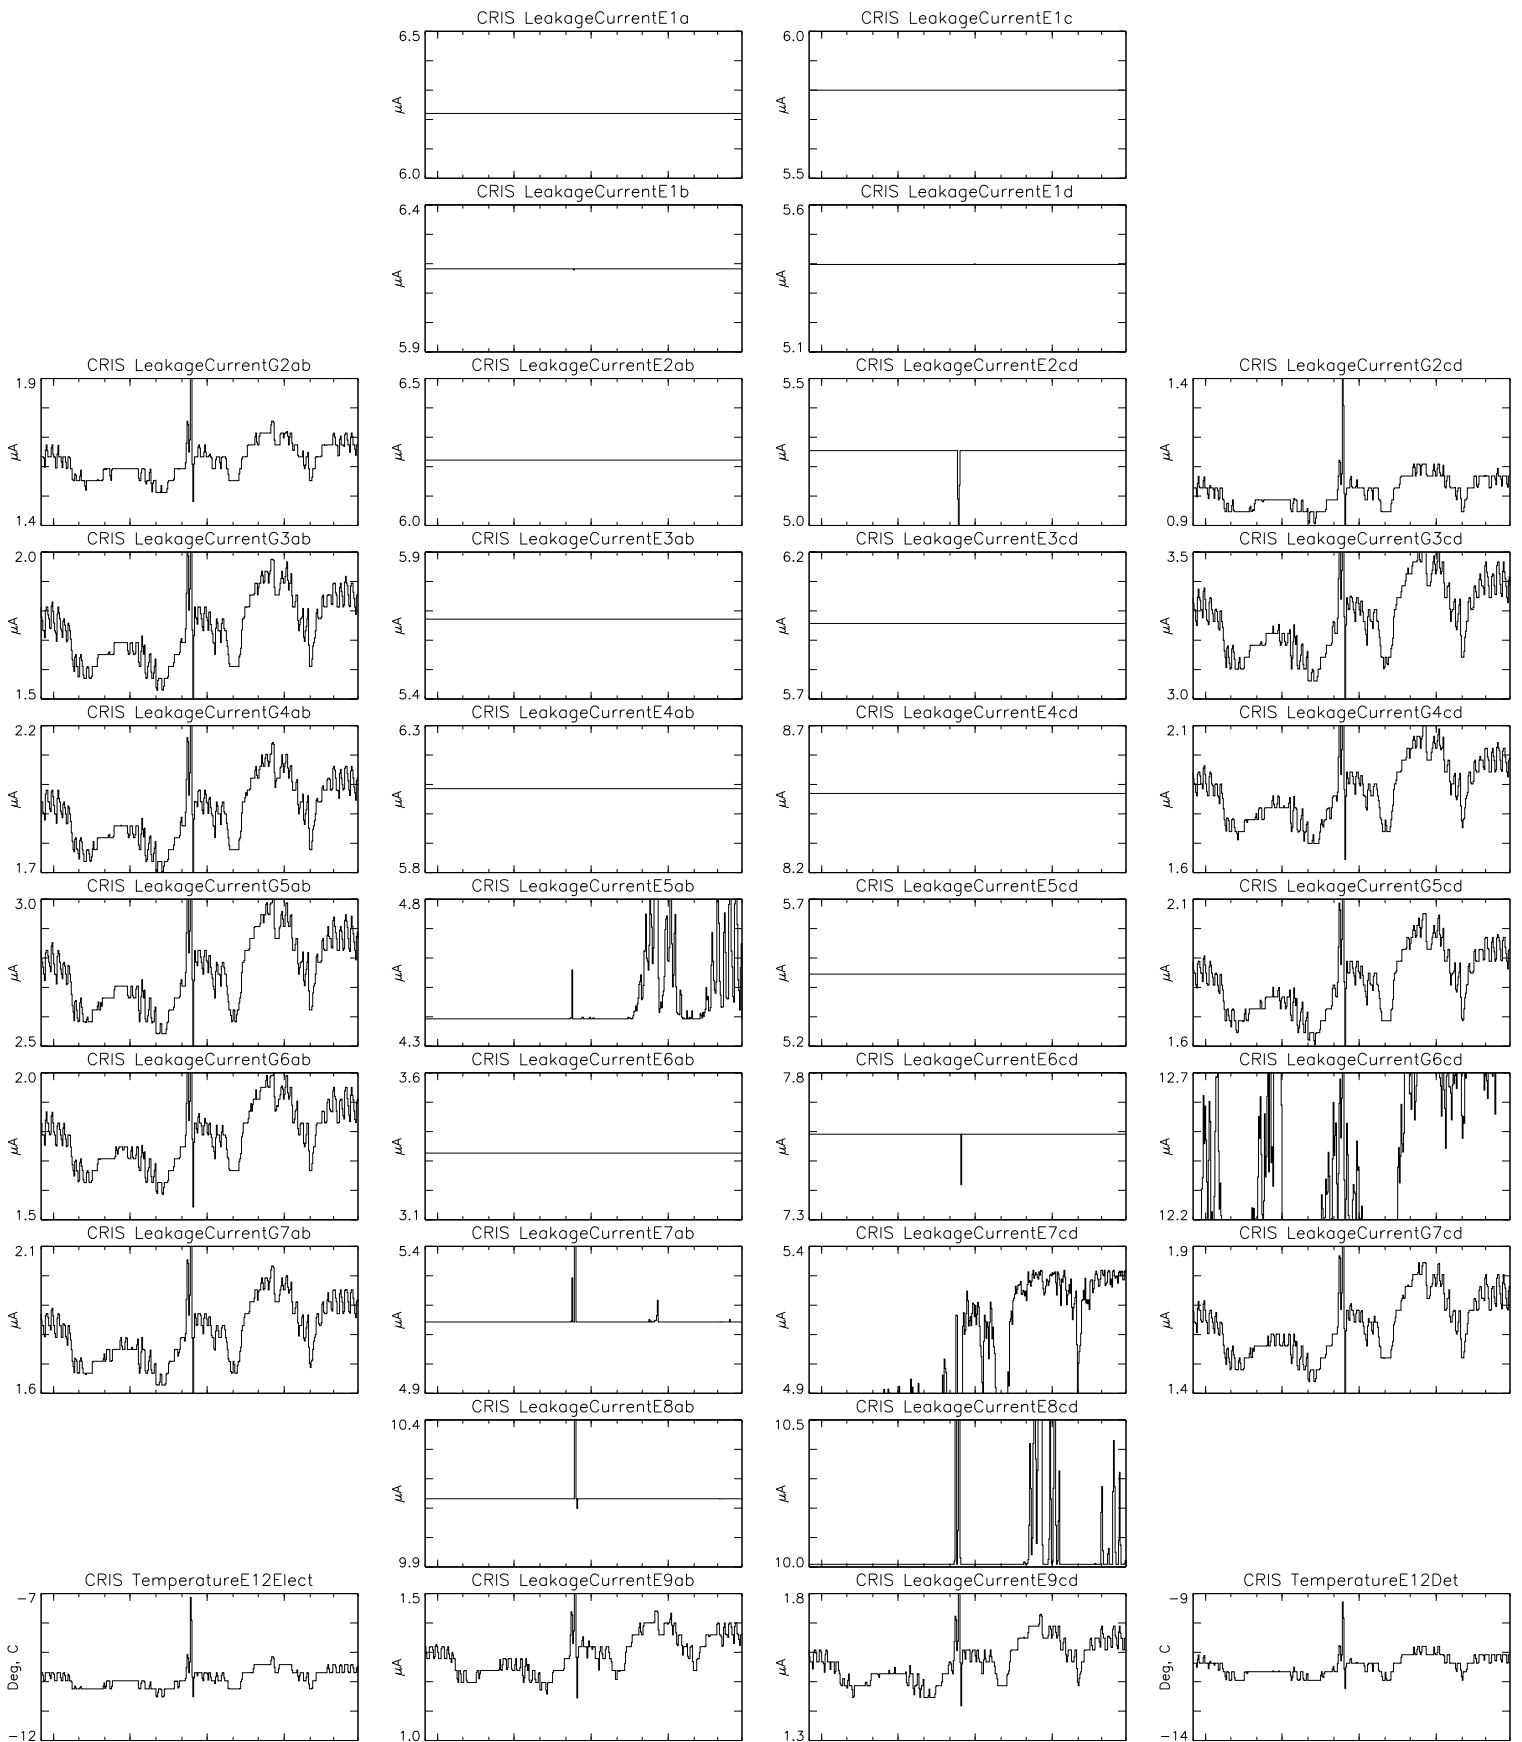 CRIS LeakageCurrentE1a
CRIS LeakageCurrentE1c
6.5
μA
6.0
6.0
μA
5.5
CRIS LeakageCurrentE1b
CRIS LeakageCurrentE1d
6.4
μA
5.9
5.6
μA
5.1
CRIS LeakageCurrentG2ab
CRIS LeakageCurrentE2ab
CRIS LeakageCurrentE2cd
CRIS LeakageCurrentG2cd
1.9
μA
1.4
6.5
μA
6.0
5.5
μA
5.0
1.4
μA
0.9
CRIS LeakageCurrentG3ab
CRIS LeakageCurrentE3ab
CRIS LeakageCurrentE3cd
CRIS LeakageCurrentG3cd
2.0
μA
1.5
5.9
μA
5.4
6.2
μA
5.7
3.5
μA
3.0
CRIS LeakageCurrentG4ab
CRIS LeakageCurrentE4ab
CRIS LeakageCurrentE4cd
CRIS LeakageCurrentG4cd
2.2
μA
1.7
6.3
μA
5.8
8.7
μA
8.2
2.1
μA
1.6
CRIS LeakageCurrentG5ab
CRIS LeakageCurrentE5ab
CRIS LeakageCurrentE5cd
CRIS LeakageCurrentG5cd
3.0
μA
2.5
4.8
μA
4.3
5.7
μA
5.2
2.1
μA
1.6
CRIS LeakageCurrentG6ab
CRIS LeakageCurrentE6ab
CRIS LeakageCurrentE6cd
CRIS LeakageCurrentG6cd
2.0
μA
1.5
3.6
μA
3.1
7.8
μA
7.3
12.7
μA
12.2
CRIS LeakageCurrentG7ab
CRIS LeakageCurrentE7ab
CRIS LeakageCurrentE7cd
CRIS LeakageCurrentG7cd
2.1
μA
1.6
5.4
μA
4.9
5.4
μA
4.9
1.9
μA
1.4
CRIS LeakageCurrentE8ab
CRIS LeakageCurrentE8cd
10.4
μA
9.9
10.5
μA
10.0
CRIS TemperatureE12Elect
CRIS LeakageCurrentE9ab
CRIS LeakageCurrentE9cd
CRIS TemperatureE12Det
−7
Deg, C
−12
1.5
μA
1.0
1.8
μA
1.3
−9
Deg, C
−14